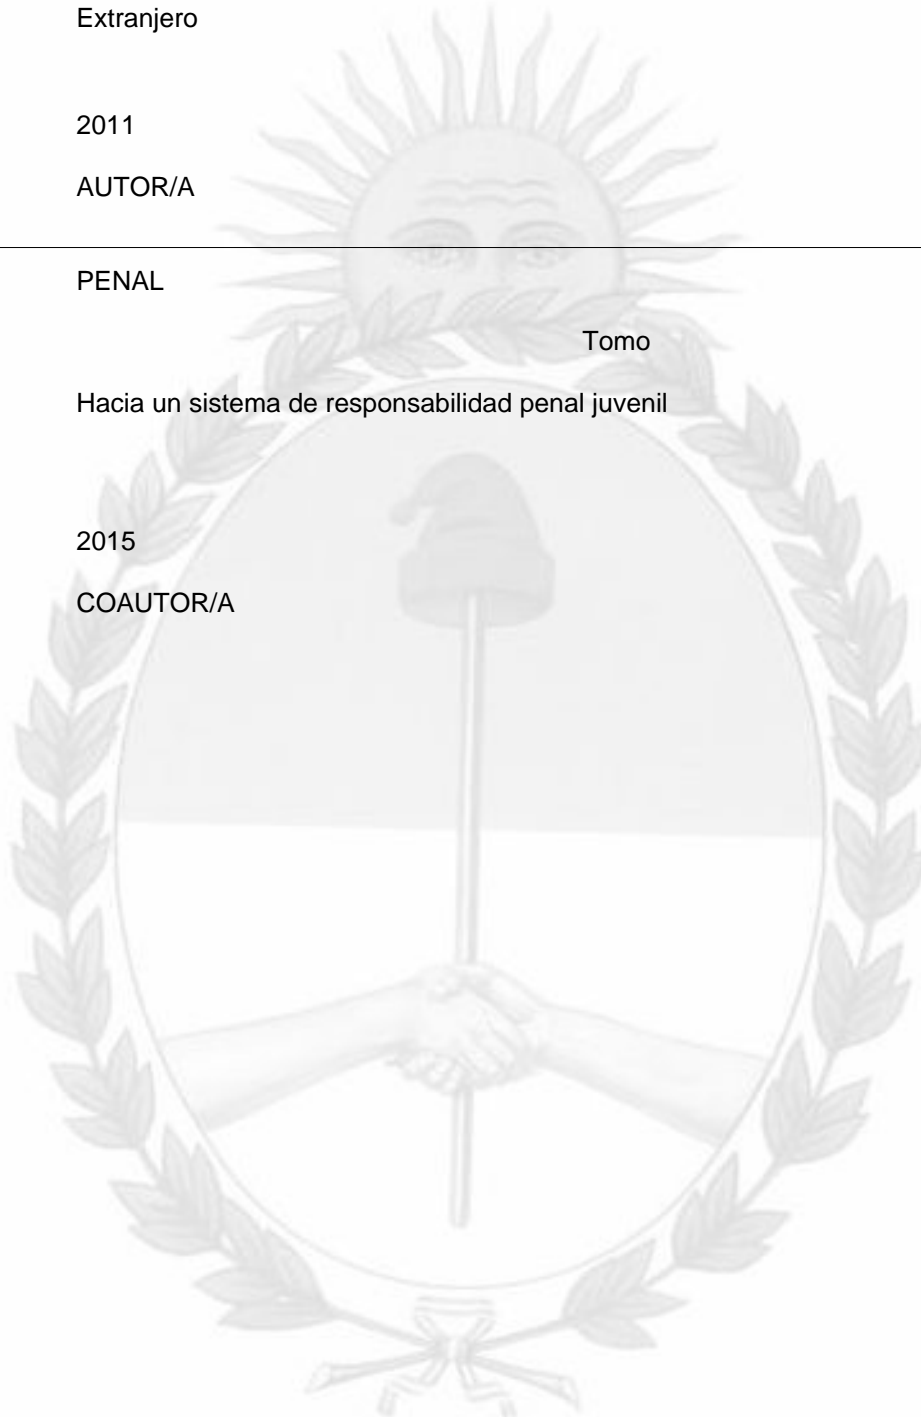 Extranjero
2011
AUTOR/A
PENAL
Tomo
Hacia un sistema de responsabilidad penal juvenil
2015
COAUTOR/A